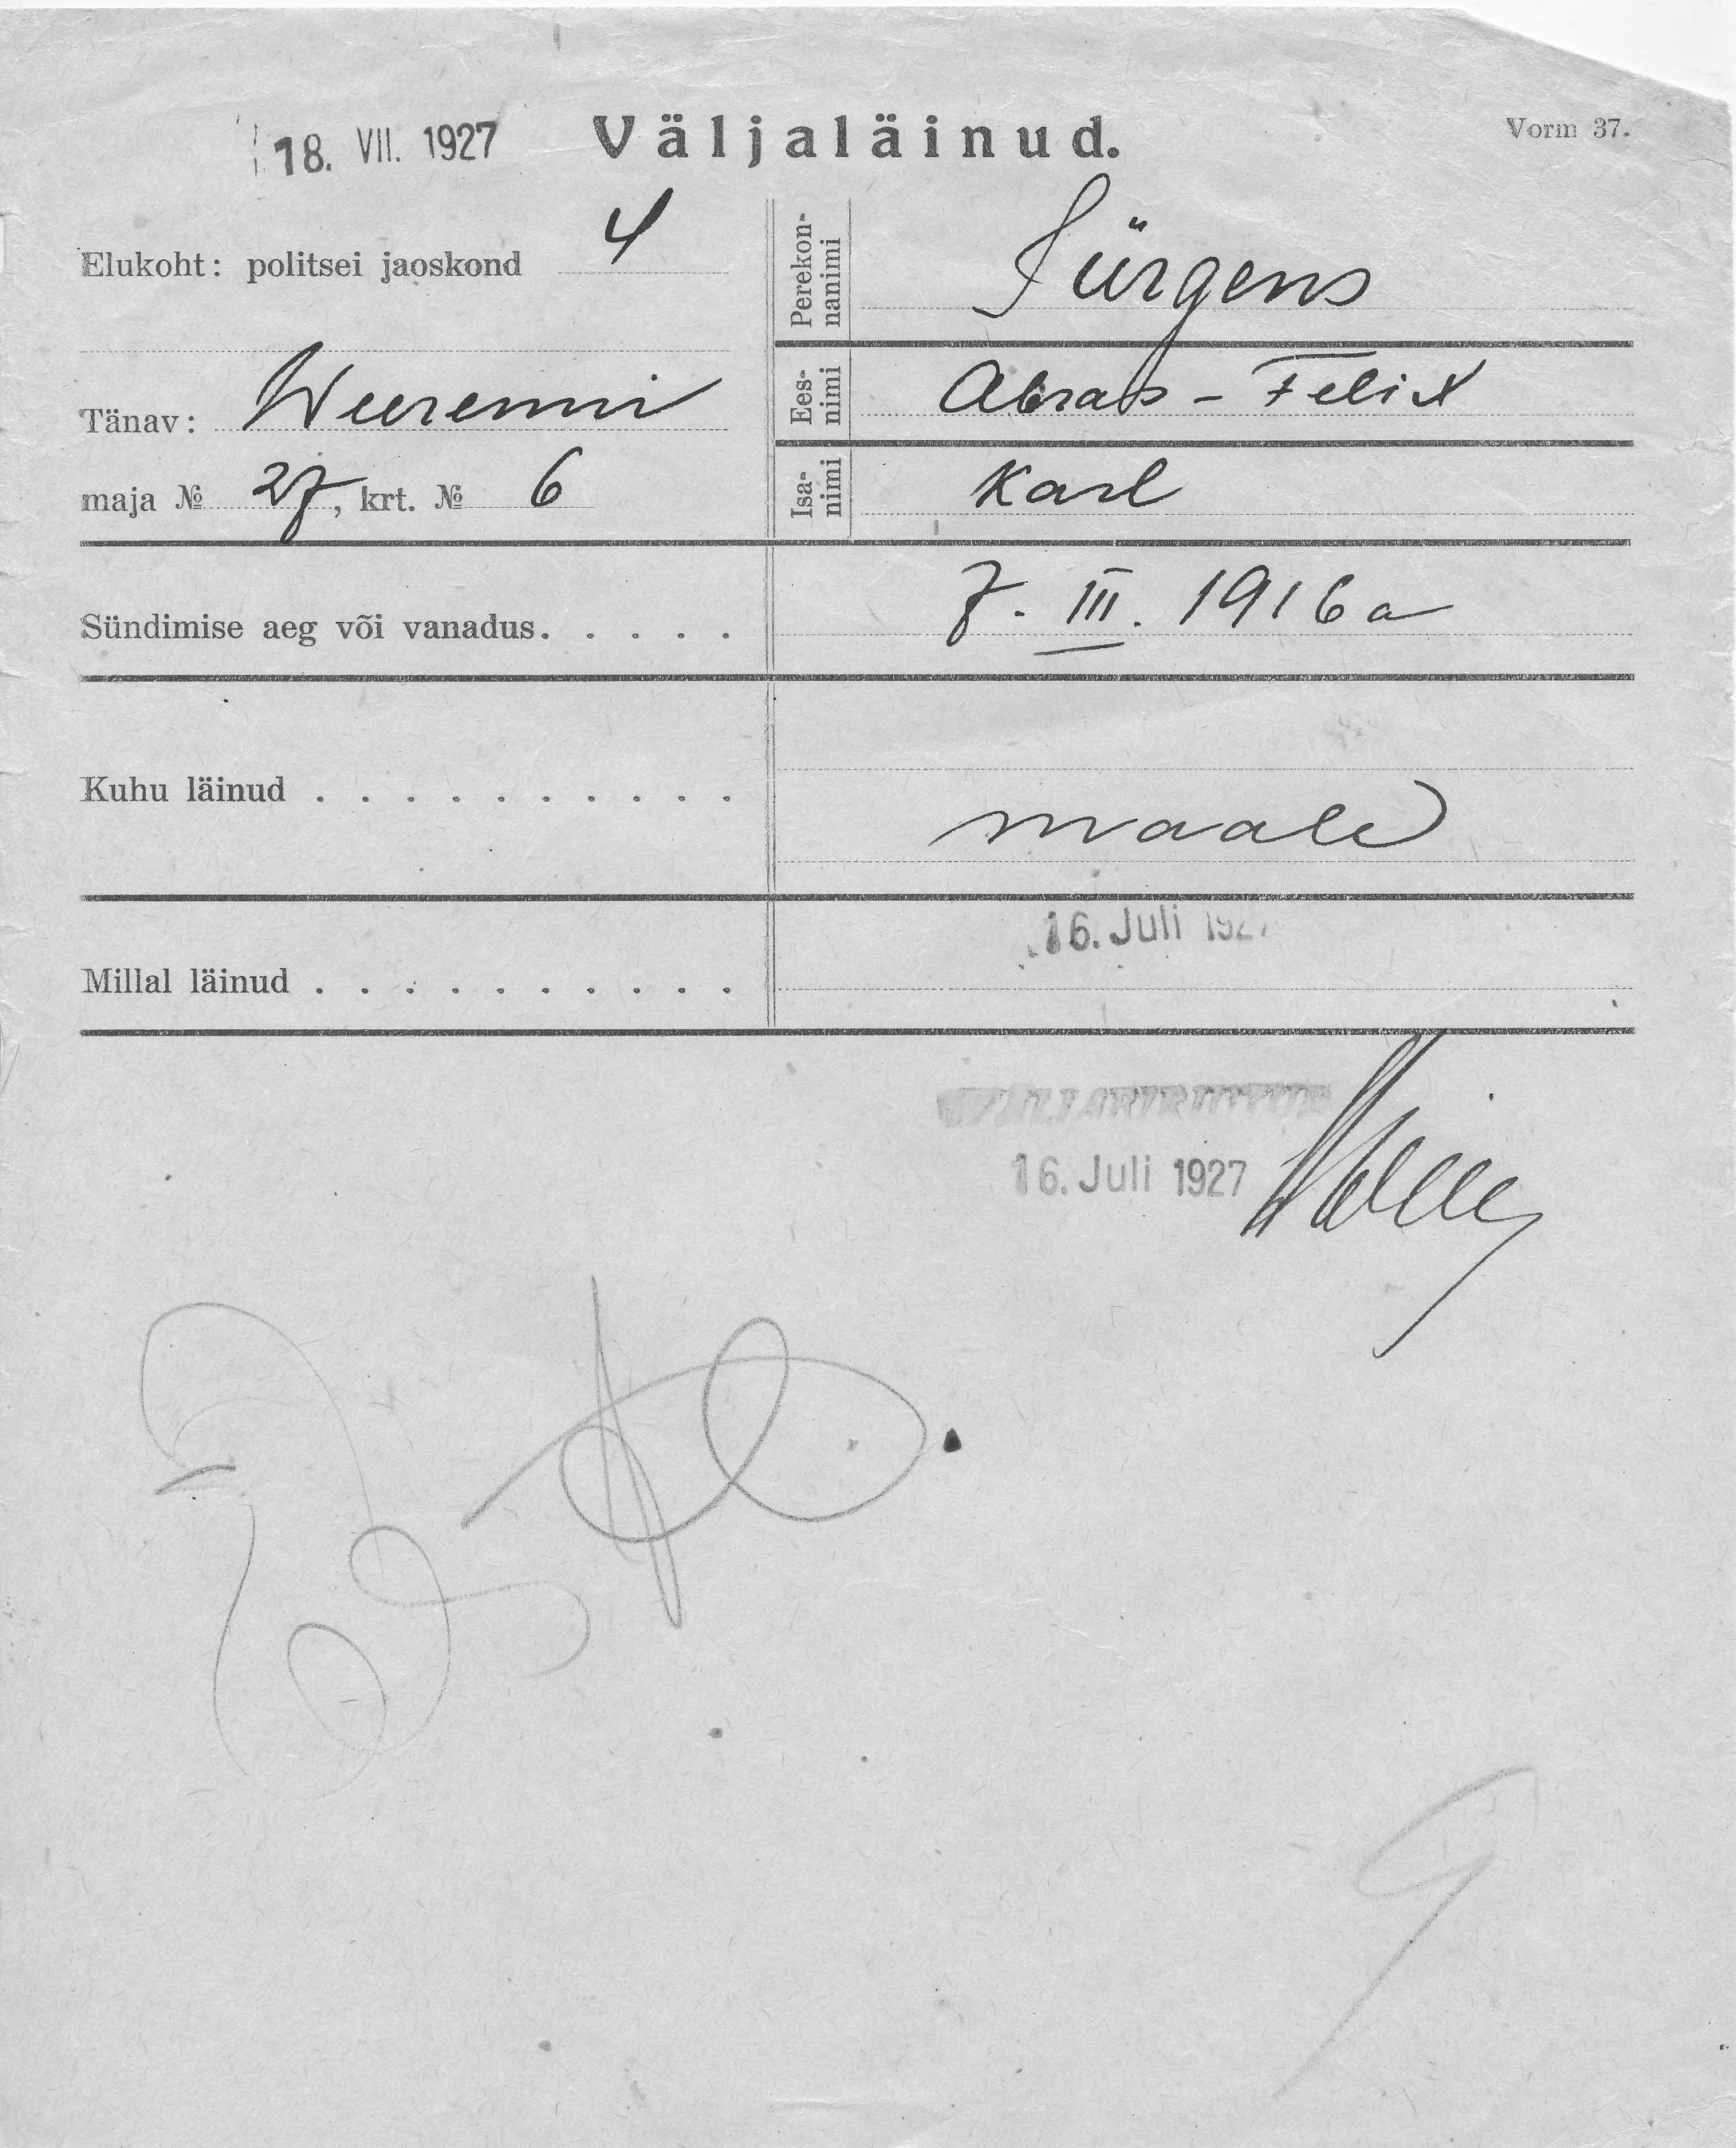 18. VII. 1927
Väljaläinud.
Vorm 37.
Elukoht: politsei jaoskond 4
Tänav: Weerenni
maja № 27, krt. № 6
Perekon-
nanimi
Jürgens
Ees-
nimi
- Felix
Isa-
nimi
Karl
Sündimise aeg või vanadus. . . . . .
7. III. 1916 a
Kuhu läinud . . . . . . . . . .
maale
Millal läinud . . . . . . . . . .
16. Juli 1927
16. Juli 1927